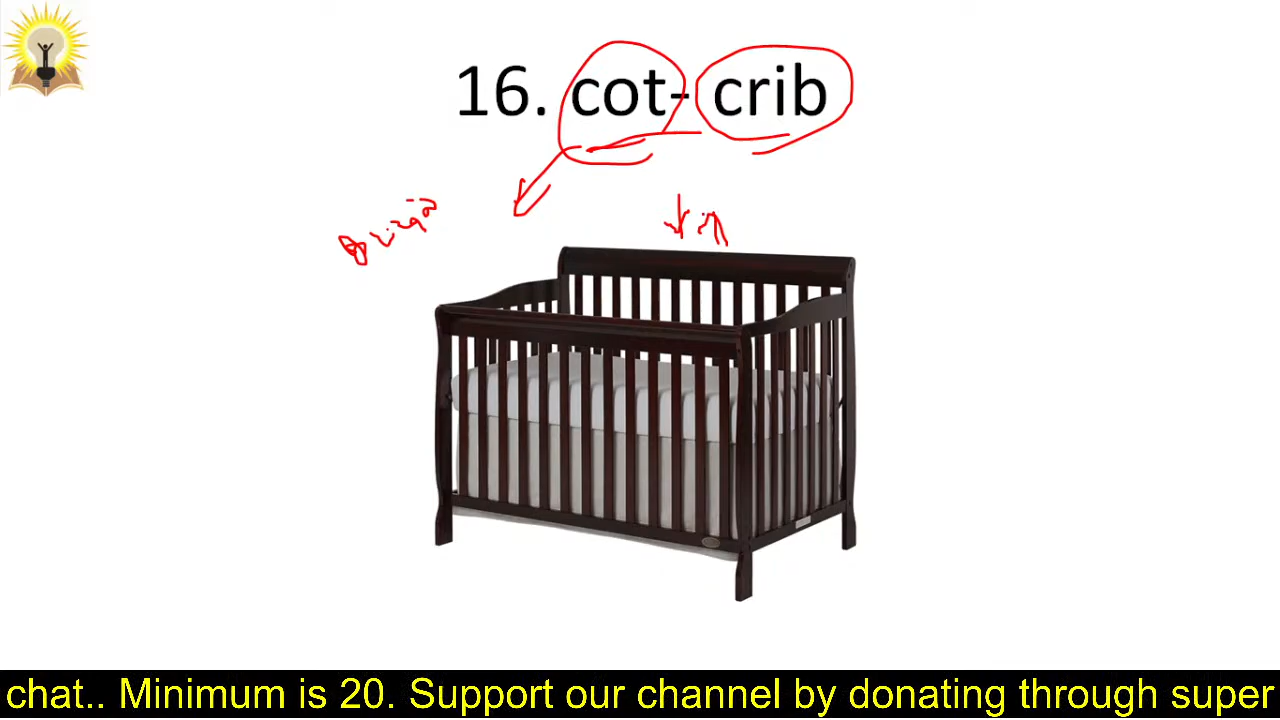 16. cot- crib
chat.. Minimum is 20. Support our channel by donating through super